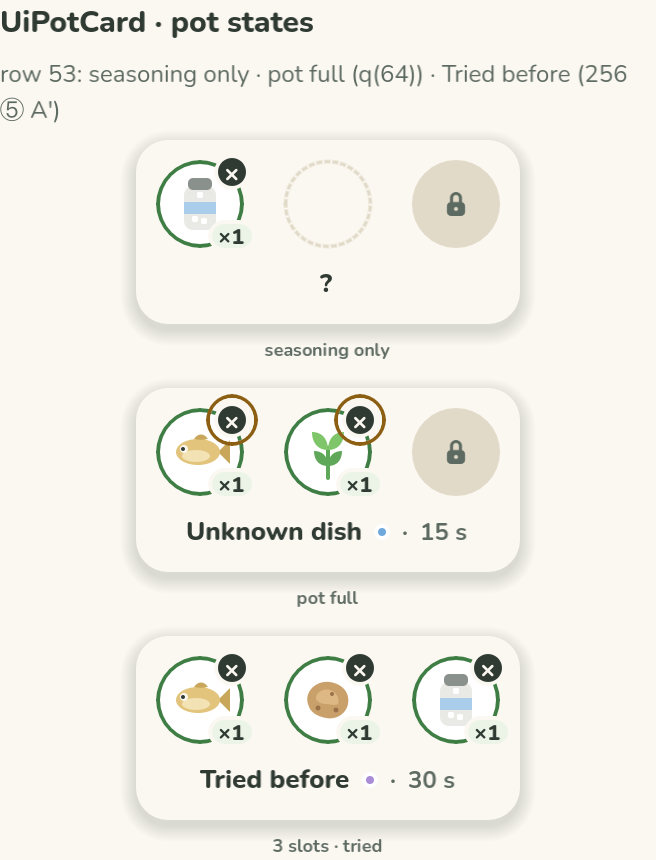 UiPotCard · pot states
row 53: seasoning only · pot full (q(64)) · Tried before (256
⑤ A')
×1
?
seasoning only
×1 ×1
Unknown dish · 15 s
pot full
×1 ×1 ×1
Tried before · 30 s
3 slots · tried